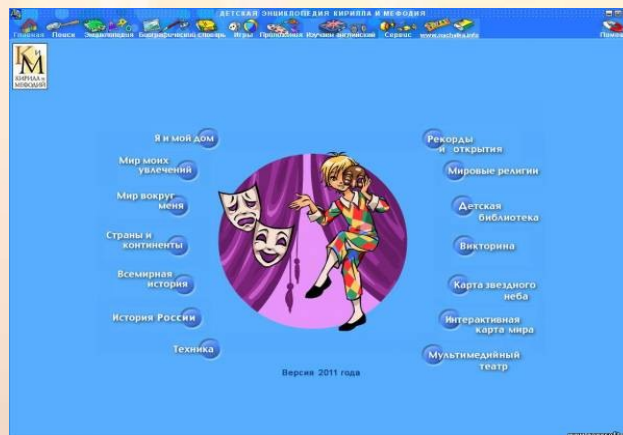 ДЕТСКАЯ ЭНЦИКЛОПЕДИЯ КИРИЛЛА И МЕФОДИЯ
Главная Поиск Энциклопедия Биографический словарь Игры Приложения Изучаем английский Сервис www.nachalka.info Помощь
КиМ
КИРИЛЛ и
МЕФОДИЙ
Я и мой дом
Мир моих
увлечений
Мир вокруг
меня
Страны и
континенты
Всемирная
история
История России
Техника
Рекорды
и открытия
Мировые религии
Детская
библиотека
Викторина
Карта звездного
неба
Интерактивная
карта мира
Мультимедийный
театр
Версия 2011 года